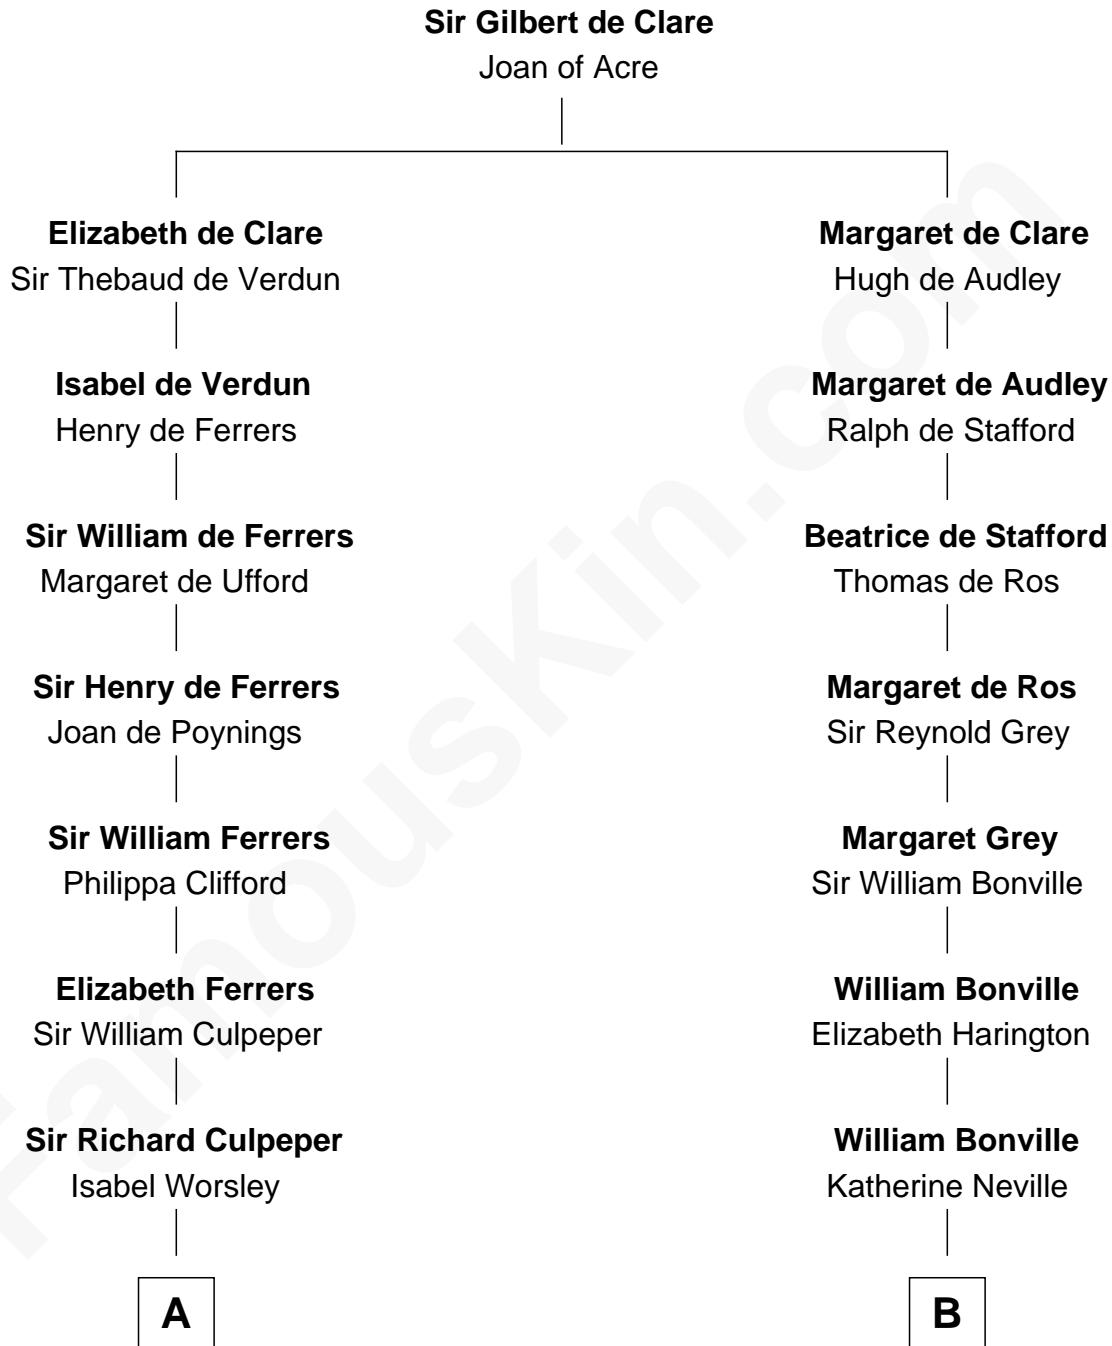 Sir Gilbert de Clare
Joan of Acre
Elizabeth de Clare
Sir Thebaud de Verdun
Margaret de Clare
Hugh de Audley
Isabel de Verdun
Henry de Ferrers
Margaret de Audley
Ralph de Stafford
Sir William de Ferrers
Margaret de Ufford
Beatrice de Stafford
Thomas de Ros
Sir Henry de Ferrers
Joan de Poynings
Margaret de Ros
Sir Reynold Grey
Sir William Ferrers
Philippa Clifford
Margaret Grey
Sir William Bonville
Elizabeth Ferrers
Sir William Culpeper
William Bonville
Elizabeth Harington
Sir Richard Culpeper
Isabel Worsley
William Bonville
Katherine Neville
A
B
FamousKin.com